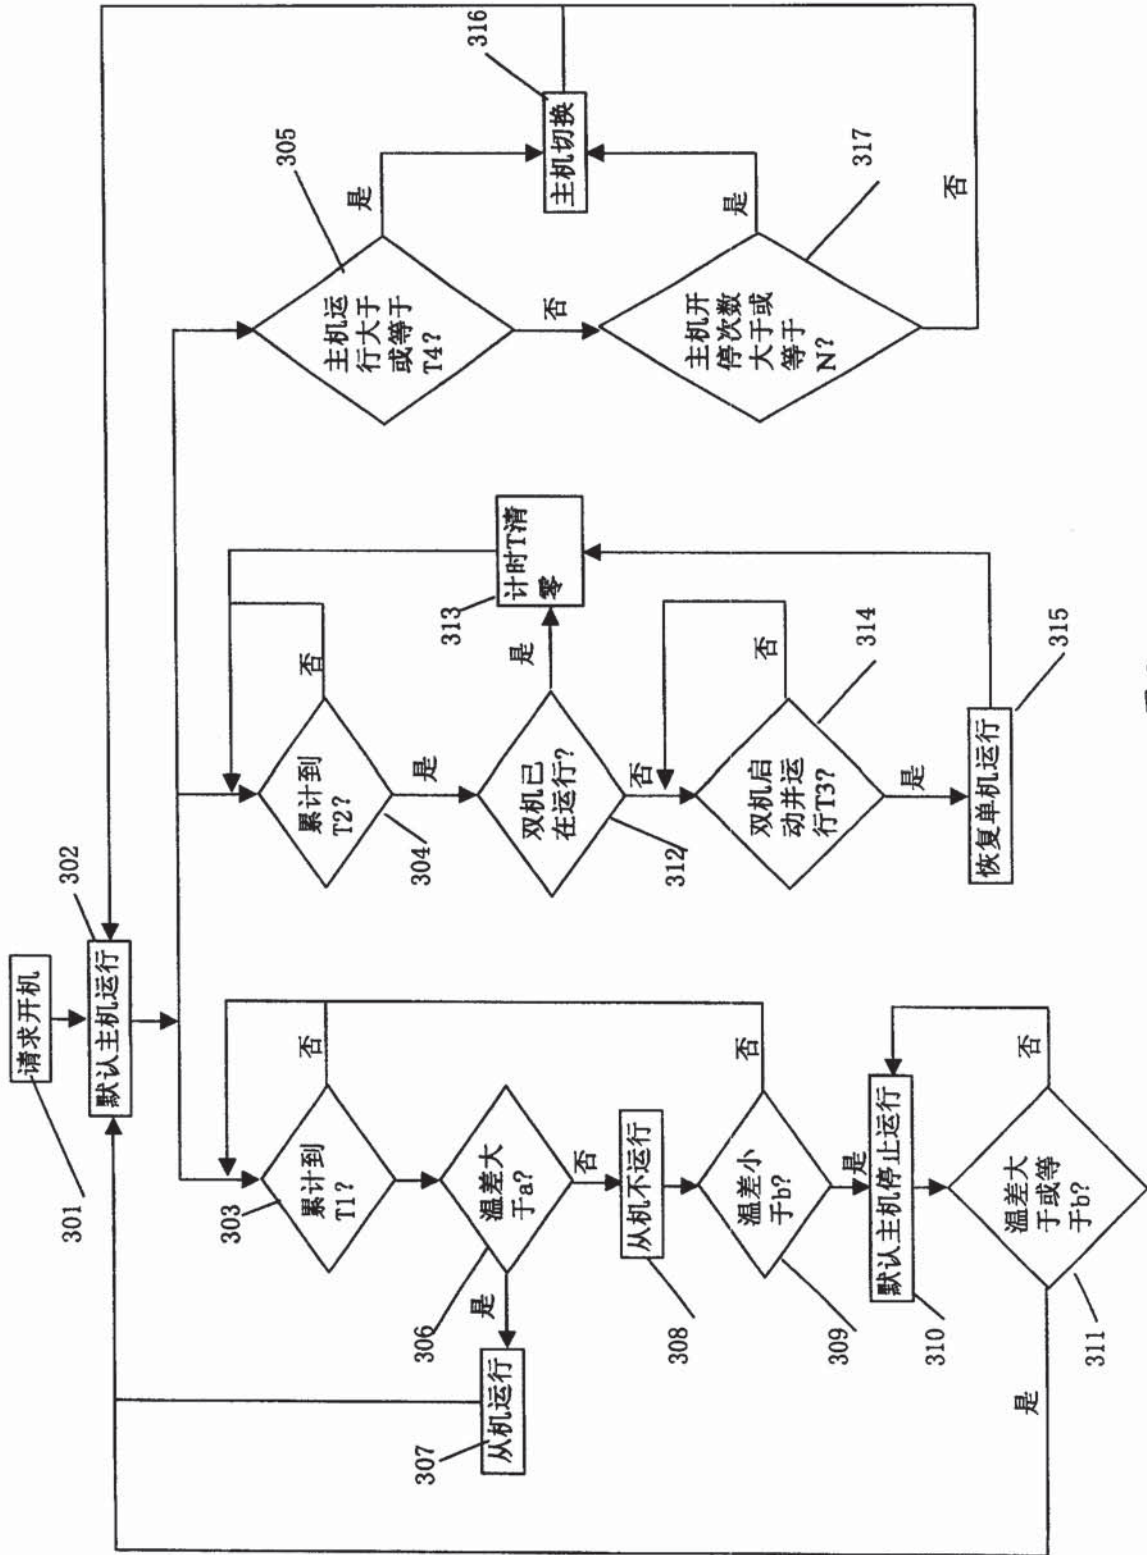 301
请求开机
302
默认主机运行
303
累计到
T1?
否
306
温差大
于a?
是
307
从机运行
否
308
从机不运行
309
温差小
于b?
否
是
310
默认主机停止运行
311
温差大
于或等
于b?
否
是
304
累计到
T2?
否
是
312
双机已
在运行?
是
313
计时T清
零
否
314
双机启
动并运
行T3?
否
是
315
恢复单机运行
305
主机运
行大于
或等于
T4?
是
否
316
主机切换
317
主机开
停次数
大于或
等于
N?
是
否